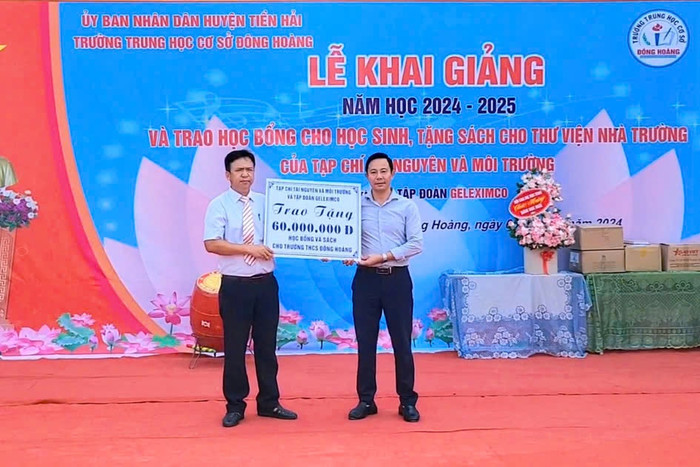 ỦY BAN NHÂN DÂN HUYỆN TIỀN HẢI
TRƯỜNG TRUNG HỌC CƠ SỞ ĐÔNG HOÀNG
TRƯỜNG TRUNG HỌC CƠ SỞ
ĐÔNG HOÀNG
LỄ KHAI GIẢNG
NĂM HỌC 2024 - 2025
VÀ TRAO HỌC BỔNG CHO HỌC SINH, TẶNG SÁCH CHO THƯ VIỆN NHÀ TRƯỜNG
CỦA TẠP CHÍ NGUYÊN VÀ MÔI TRƯỜNG
TẬP ĐOÀN GELEXIMCO
ng Hoàng, ngày 2024
TẠP CHÍ TÀI NGUYÊN VÀ MÔI TRƯỜNG
VÀ TẬP ĐOÀN GELEXIMCO
Trao Tặng
60.000.000 Đ
HỌC BỔNG VÀ SÁCH
CHO TRƯỜNG THCS ĐÔNG HOÀNG